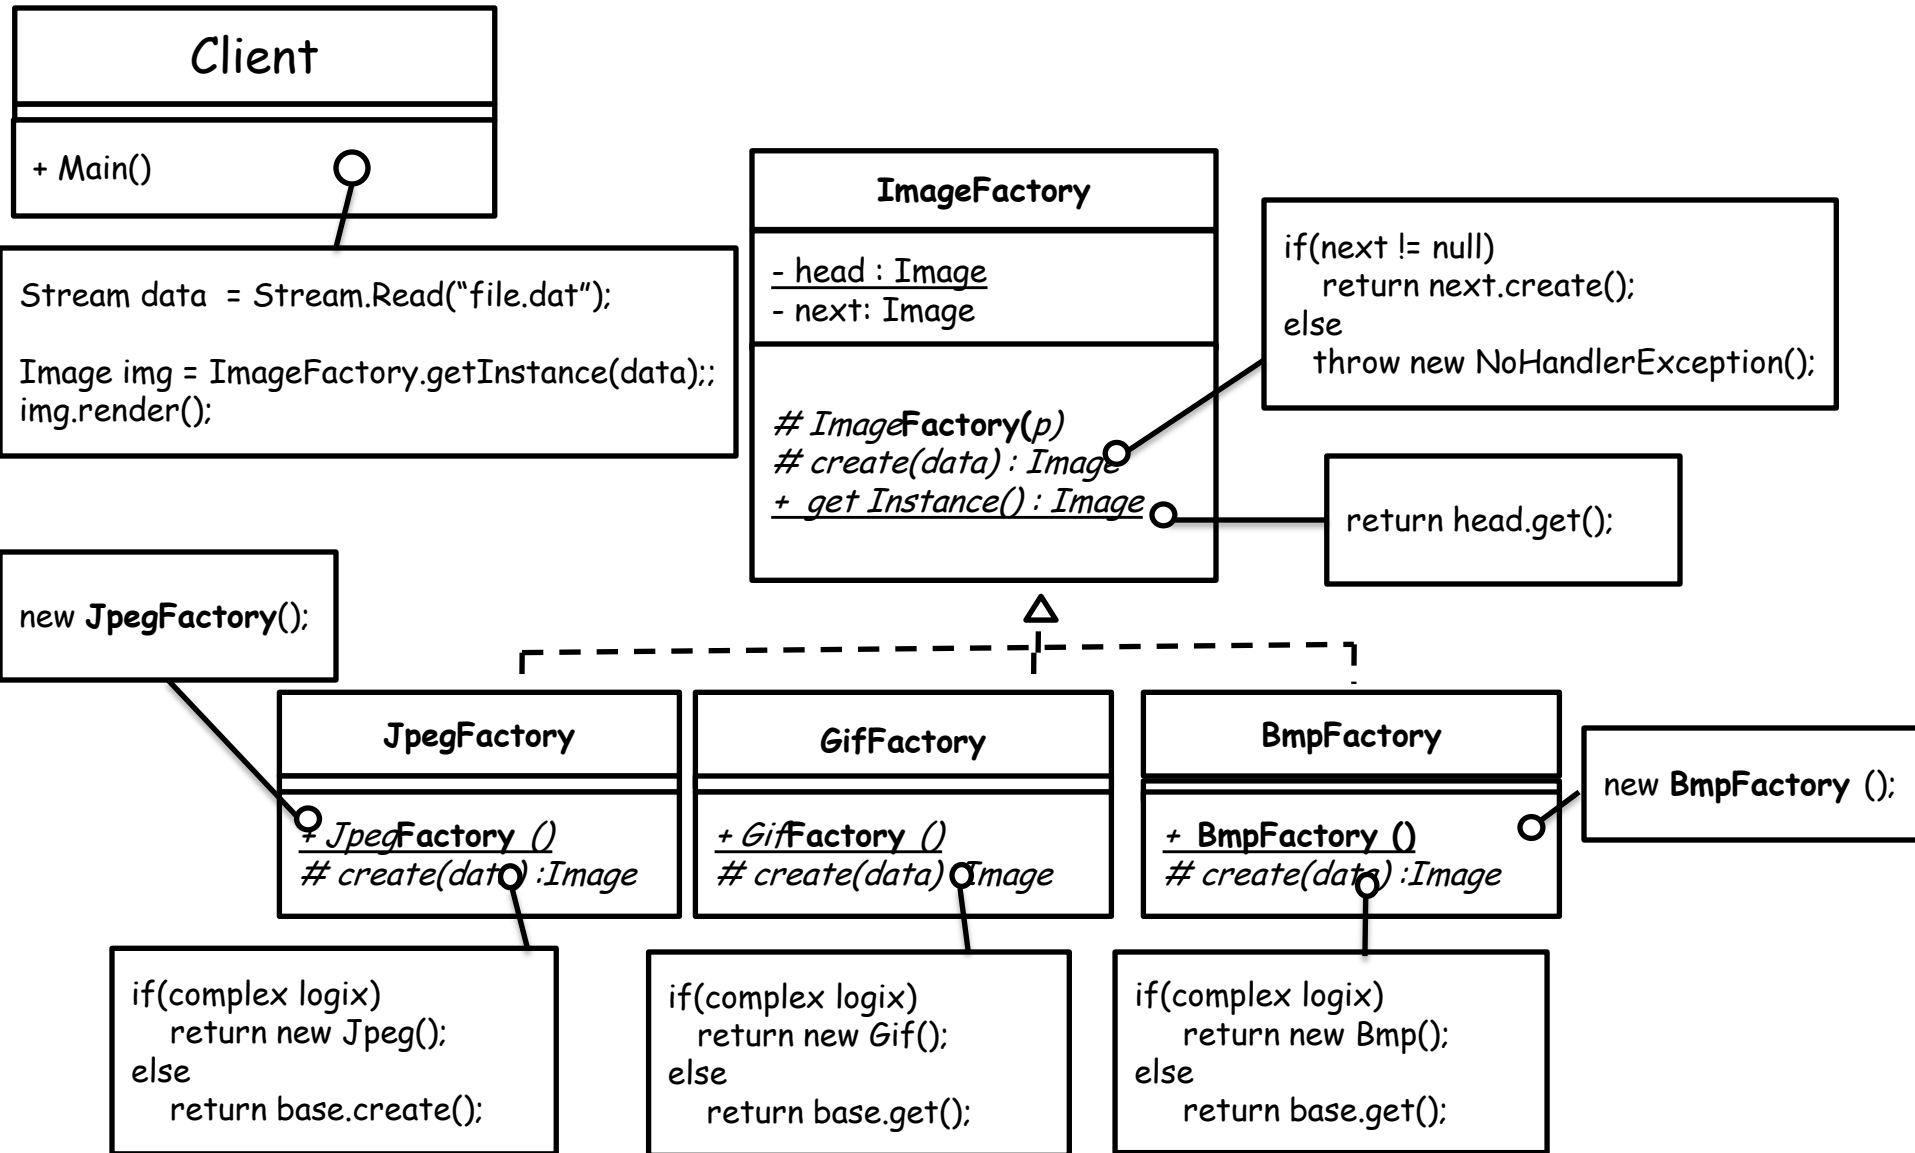 Client
+ Main()
Stream data = Stream.Read(“file.dat”);
Image img = ImageFactory.getInstance(data);;
img.render();
ImageFactory
- head : Image
- next: Image
# ImageFactory(p)
# create(data) : Image
+ get Instance() : Image
if(next != null)
return next.create();
else
throw new NoHandlerException();
return head.get();
new JpegFactory();
JpegFactory
+ JpegFactory ()
# create(data) :Image
GifFactory
+ GifFactory ()
# create(data) :Image
BmpFactory
+ BmpFactory ()
# create(data) :Image
new BmpFactory ();
if(complex logix)
return new Jpeg();
else
return base.create();
if(complex logix)
return new Gif();
else
return base.get();
if(complex logix)
return new Bmp();
else
return base.get();